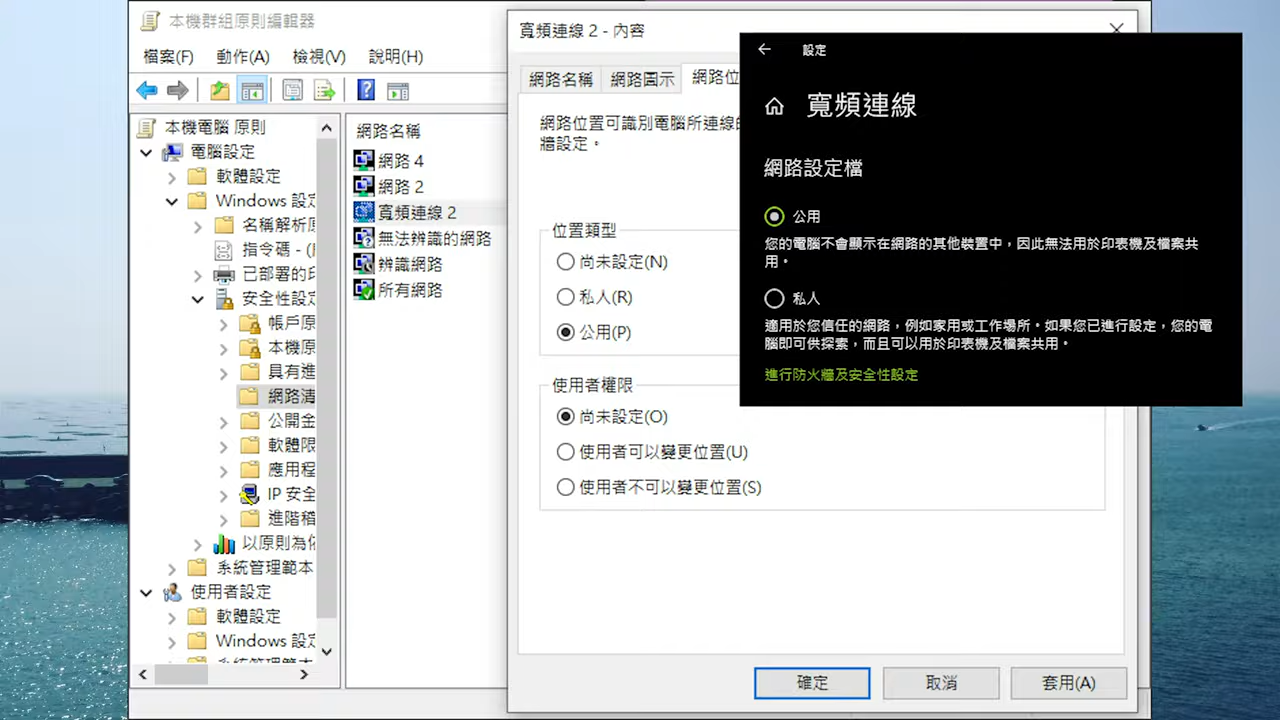 本機群組原則編輯器
檔案(F) 動作(A) 檢視(V) 說明(H)
本機電腦 原則
電腦設定
軟體設定
Windows 設定
名稱解析原
指令碼 - (
已部署的印
安全性設定
帳戶原
本機原
具有進
網路清
公開金
軟體限
應用程
IP 安全
進階稽
以原則為依
系統管理範本
使用者設定
軟體設定
Windows 設定
系統管理範本
網路名稱
網路 4
網路 2
寬頻連線 2
無法辨識的網路
辨識網路
所有網路
寬頻連線 2 - 內容
網路名稱 網路圖示 網路位
網路位置可識別電腦所連線的
牆設定。
位置類型
尚未設定(N)
私人(R)
公用(P)
使用者權限
尚未設定(O)
使用者可以變更位置(U)
使用者不可以變更位置(S)
確定 取消 套用(A)
設定
寬頻連線
網路設定檔
公用
您的電腦不會顯示在網路的其他裝置中，因此無法用於印表機及檔案共
用。
私人
適用於您信任的網路，例如家用或工作場所。如果您已進行設定，您的電
腦即可供探索，而且可以用於印表機及檔案共用。
進行防火牆及安全性設定